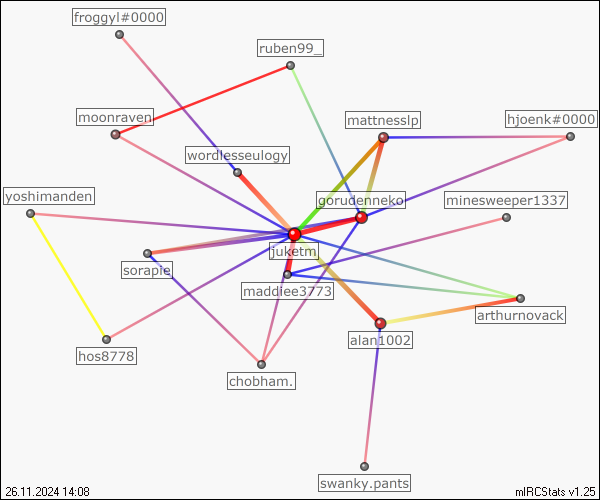 froggyl#0000
ruben99_
moonraven
mattnesslp
hjoenk#0000
wordlesseulogy
yoshimanden
gorudenneko
minesweeper1337
juketm
sorapie
maddiee3773
arthurnovack
alan1002
hos8778
chobham.
swanky.pants
26.11.2024 14:08
mIRCStats v1.25